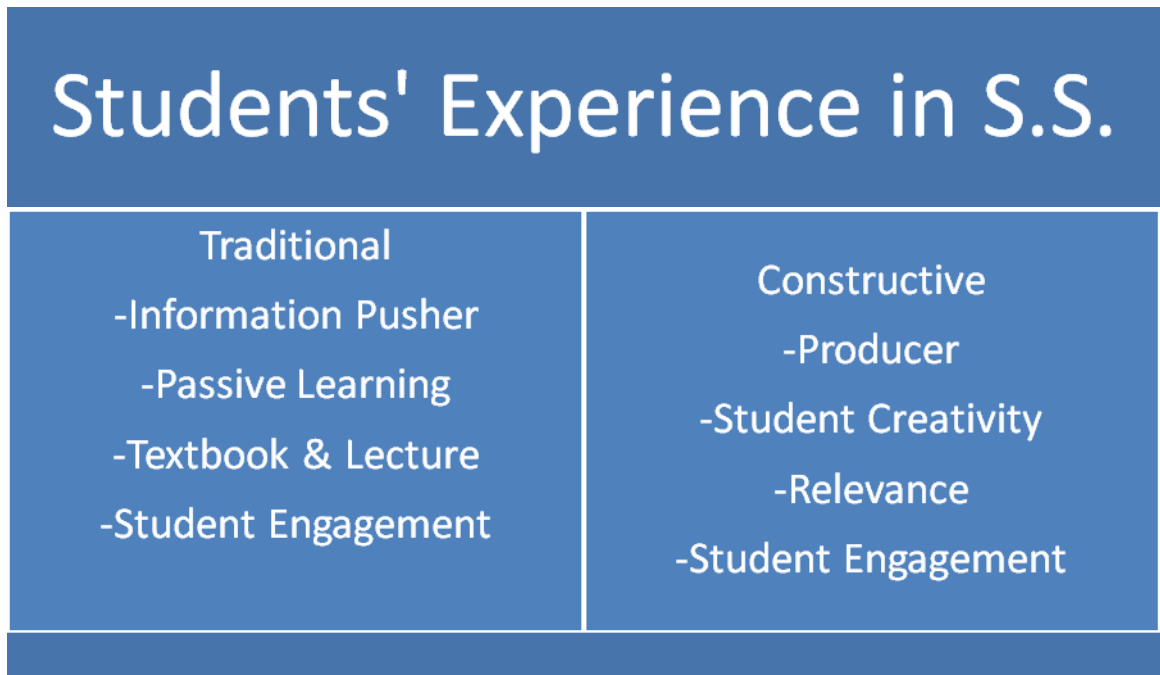 Students' Experience in S.S.
Traditional
-Information Pusher
-Passive Learning
-Textbook & Lecture
-Student Engagement
Constructive
-Producer
-Student Creativity
-Relevance
-Student Engagement